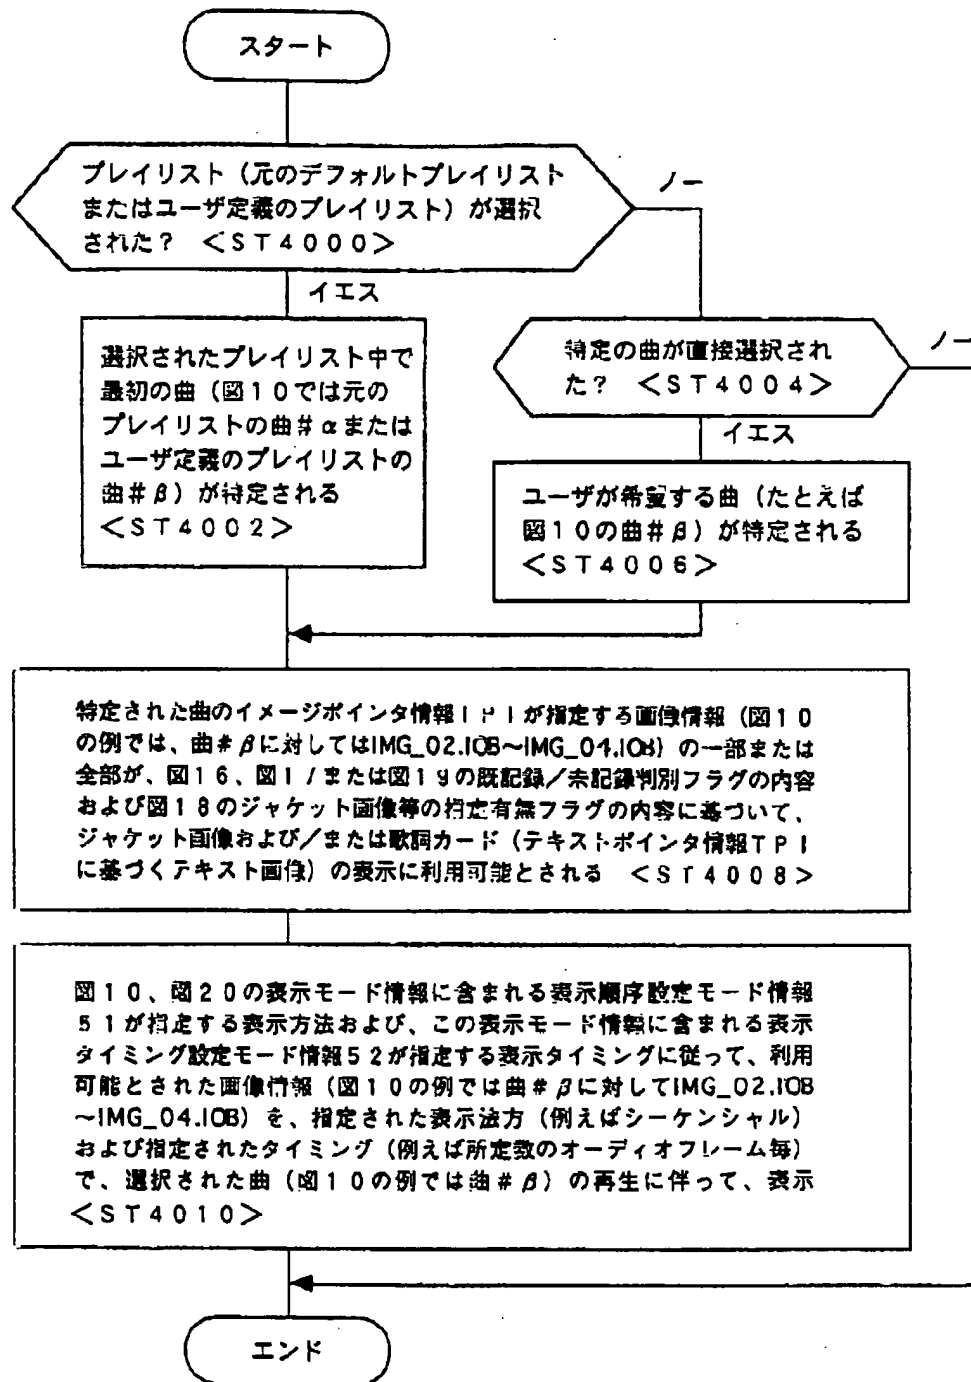 スタート
プレイリスト（元のデフォルトプレイリスト
またはユーザ定義のプレイリスト）が選択
された？ ＜ＳＴ４０００＞
ノー
イエス
選択されたプレイリスト中で
最初の曲（図１０では元の
プレイリストの曲＃αまたは
ユーザ定義のプレイリストの
曲＃β）が特定される
＜ＳＴ４００２＞
特定の曲が直接選択され
た？ ＜ＳＴ４００４＞
ノー
イエス
ユーザが希望する曲（たとえば
図１０の曲＃β）が特定される
＜ＳＴ４００６＞
特定された曲のイメージポインタ情報ＩＰＩが指定する画像情報（図１０
の例では、曲＃βに対してはIMG_02.IOB〜IMG_04.IOB）の一部または
全部が、図１６、図１７または図１９の既記録／未記録判別フラグの内容
および図１８のジャケット画像等の指定有無フラグの内容に基づいて、
ジャケット画像および／または歌詞カード（テキストポインタ情報ＴＰＩ
に基づくテキスト画像）の表示に利用可能とされる ＜ＳＴ４００８＞
図１０、図２０の表示モード情報に含まれる表示順序設定モード情報
５１が指定する表示方法および、この表示モード情報に含まれる表示
タイミング設定モード情報５２が指定する表示タイミングに従って、利用
可能とされた画像情報（図１０の例では曲＃βに対してIMG_02.IOB
〜IMG_04.IOB）を、指定された表示法方（例えばシーケンシャル）
および指定されたタイミング（例えば所定数のオーディオフレーム毎）
で、選択された曲（図１０の例では曲＃β）の再生に伴って、表示
＜ＳＴ４０１０＞
エンド